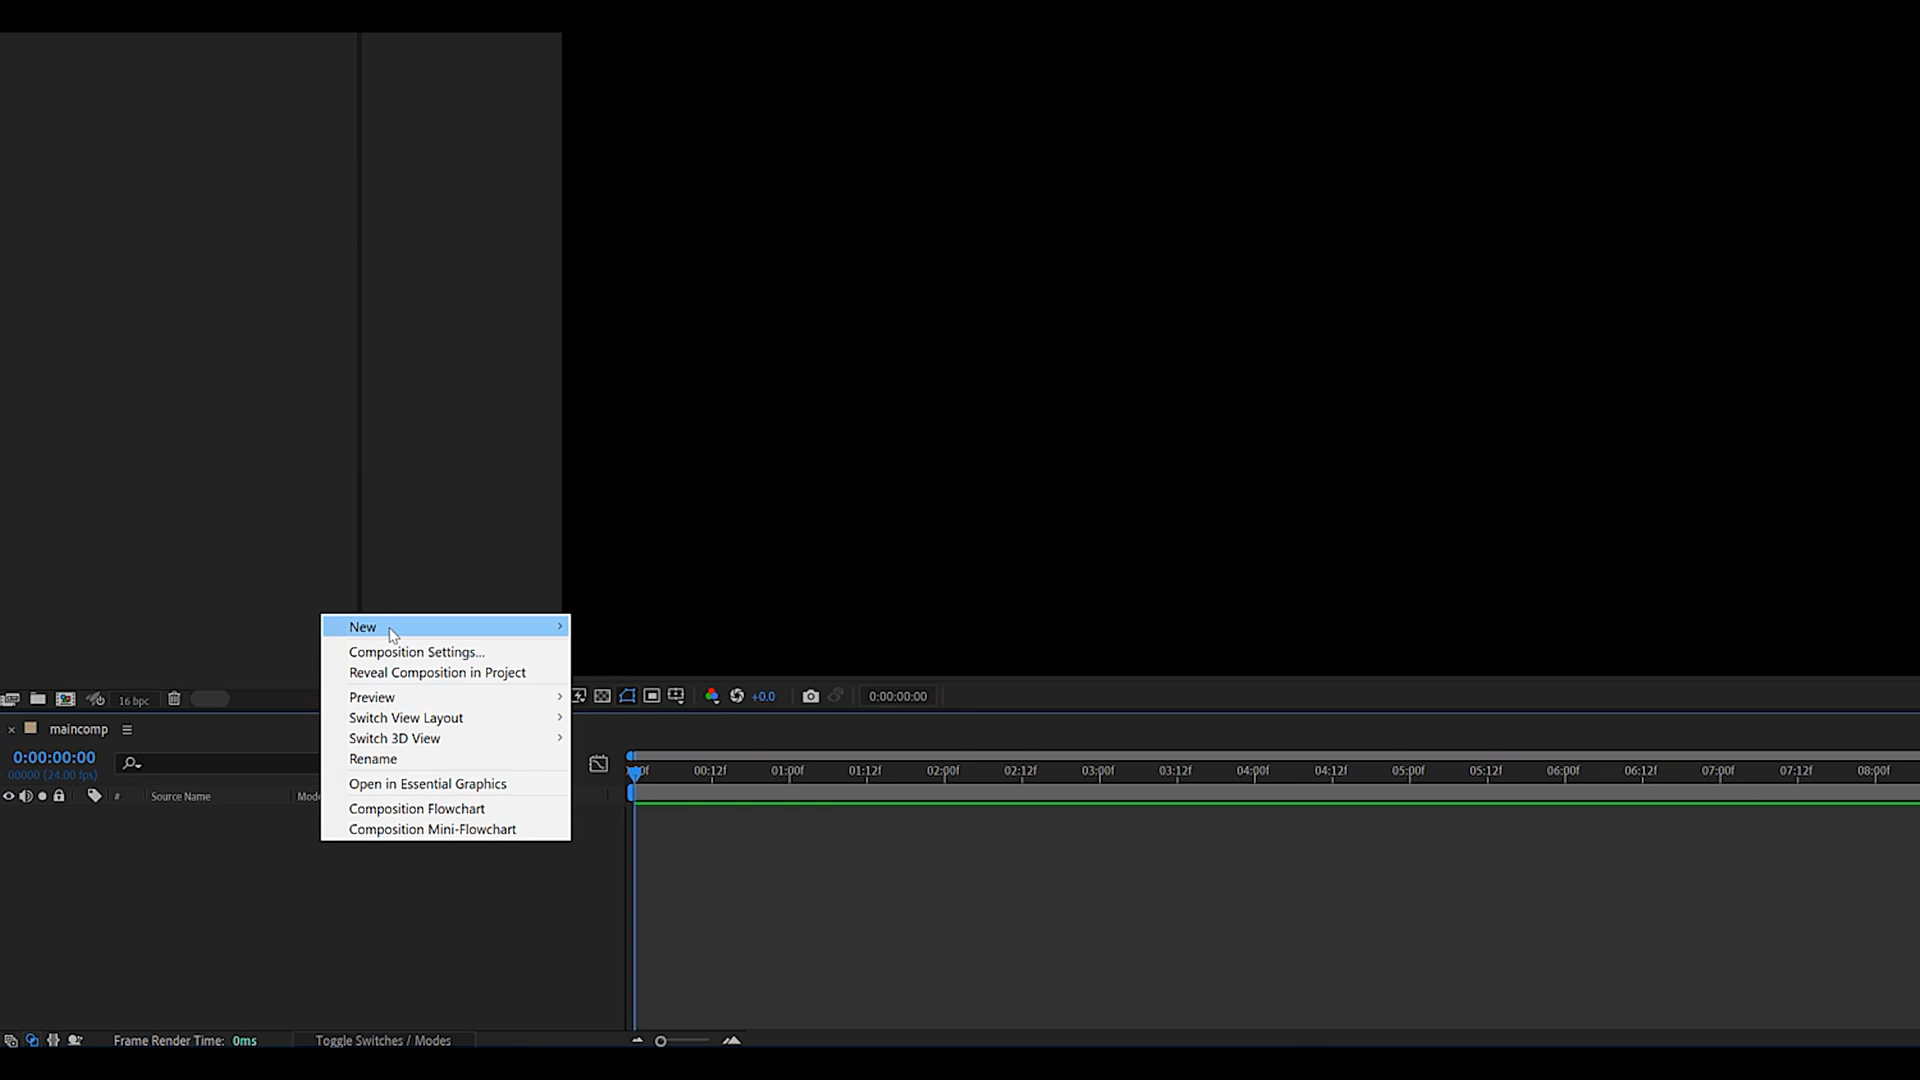 New
Composition Settings...
Reveal Composition in Project
Preview
Switch View Layout
Switch 3D View
Rename
Open in Essential Graphics
Composition Flowchart
Composition Mini-Flowchart
16 bpc
+0.0
0:00:00:00
maincomp
0:00:00:00
00000 (24.00 fps)
00:12f 01:00f 01:12f 02:00f 02:12f 03:00f 03:12f 04:00f 04:12f 05:00f 05:12f 06:00f 06:12f 07:00f 07:12f 08:00f
# Source Name
Frame Render Time: 0ms
Toggle Switches / Modes